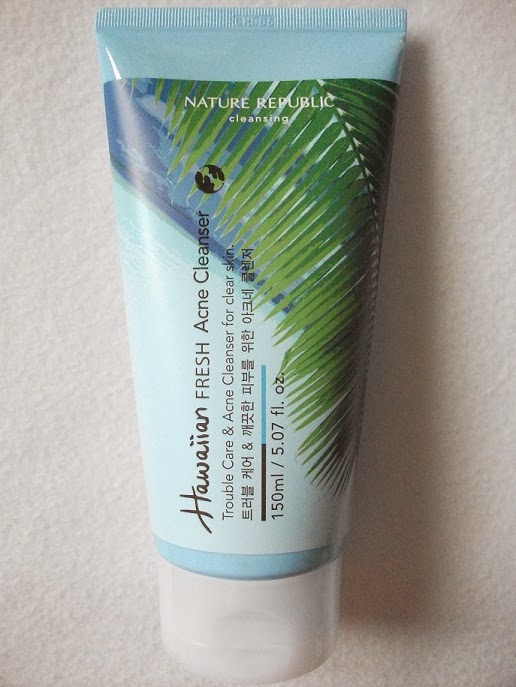 NATURE REPUBLIC
cleansing
Hawaiian FRESH Acne Cleanser
Trouble Care & Acne Cleanser for clear skin.
트러블 케어 & 깨끗한 피부를 위한 아크네 클렌저
150ml / 5.07 fl. oz.